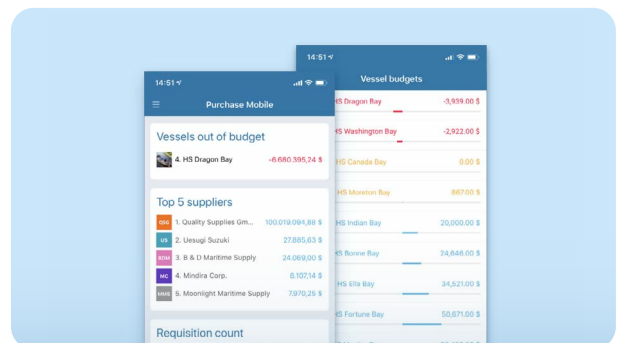 14:51
Purchase Mobile
Vessels out of budget
4. HS Dragon Bay -6.680.395,24 $
Top 5 suppliers
QSG 1. Quality Supplies Gm... 100.019.094,88 $
US 2. Uesugi Suzuki 27.885,63 $
BDM 3. B & D Maritime Supply 24.069,00 $
MC 4. Mindira Corp. 8.107,14 $
MMS 5. Moonlight Maritime Supply 7.970,25 $
Requisition count
14:51
Vessel budgets
HS Dragon Bay -3,939.00 $
HS Washington Bay -2,922.00 $
HS Canada Bay 0.00 $
HS Moreton Bay 867.00 $
HS Indian Bay 20,000.00 $
HS Bonne Bay 24,646.00 $
HS Ella Bay 34,521.00 $
HS Fortune Bay 50,671.00 $